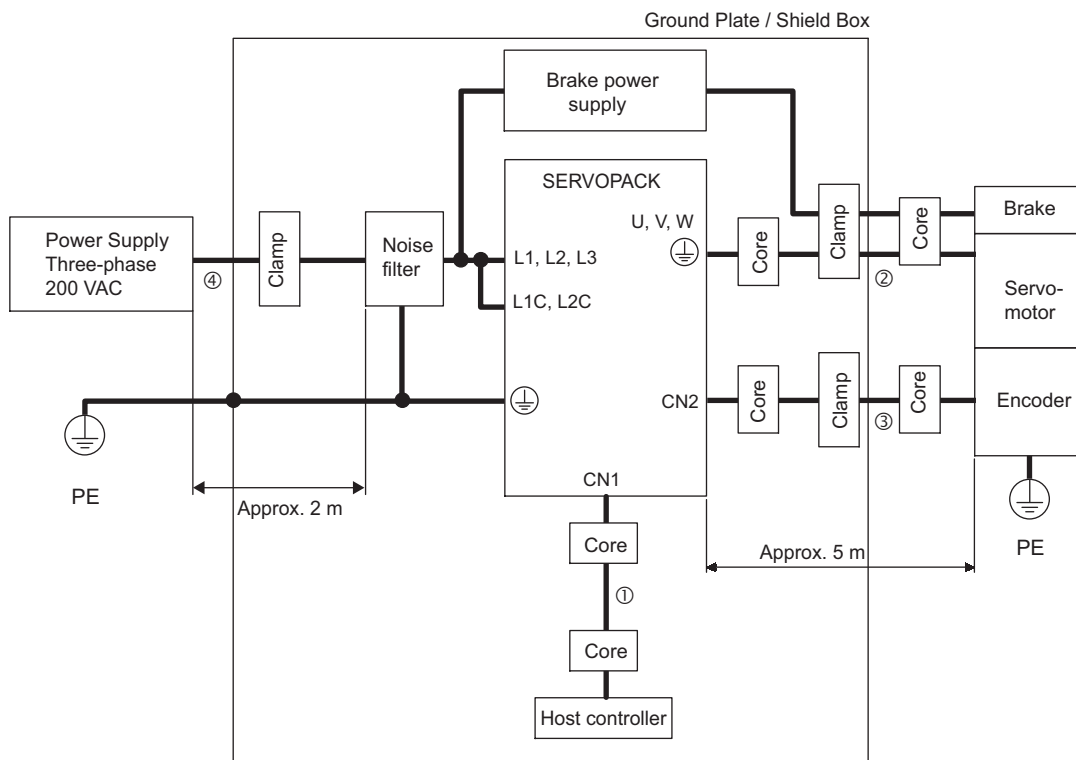 Ground Plate / Shield Box
Brake power
supply
SERVOPACK
U, V, W
Power Supply
Three-phase
200 VAC
④
Clamp
Noise
filter
L1, L2, L3
L1C, L2C
Core
Clamp
Core
②
Brake
Servo-
motor
CN2
Core
Clamp
③
Core
Encoder
PE
Approx. 2 m
CN1
Approx. 5 m
PE
Core
①
Core
Host controller